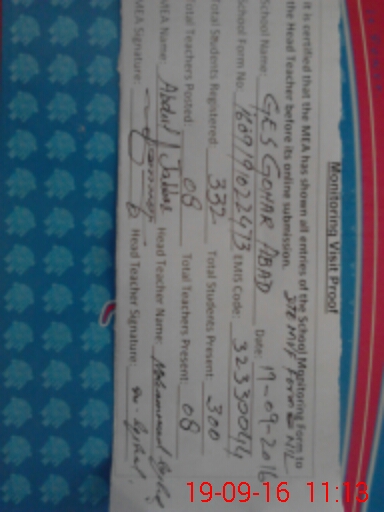 Monitoring Visit Proof
it is certified that the MEA has shown all entries of the School Monitoring Form to
the Head Teacher before its online submission.
School Name: GES GOHAR ABAD Date: 19-09-2016
School Form No: EMIS Code:
Total Students Registered: 332 Total Students Present: 300
Total Teachers Posted: 08 Total Teachers Present: 08
MEA Name: Abdul Jabbar Head Teacher Name: Mohammad
MEA Signature: Head Teacher Signature:
19-09-16 11:13